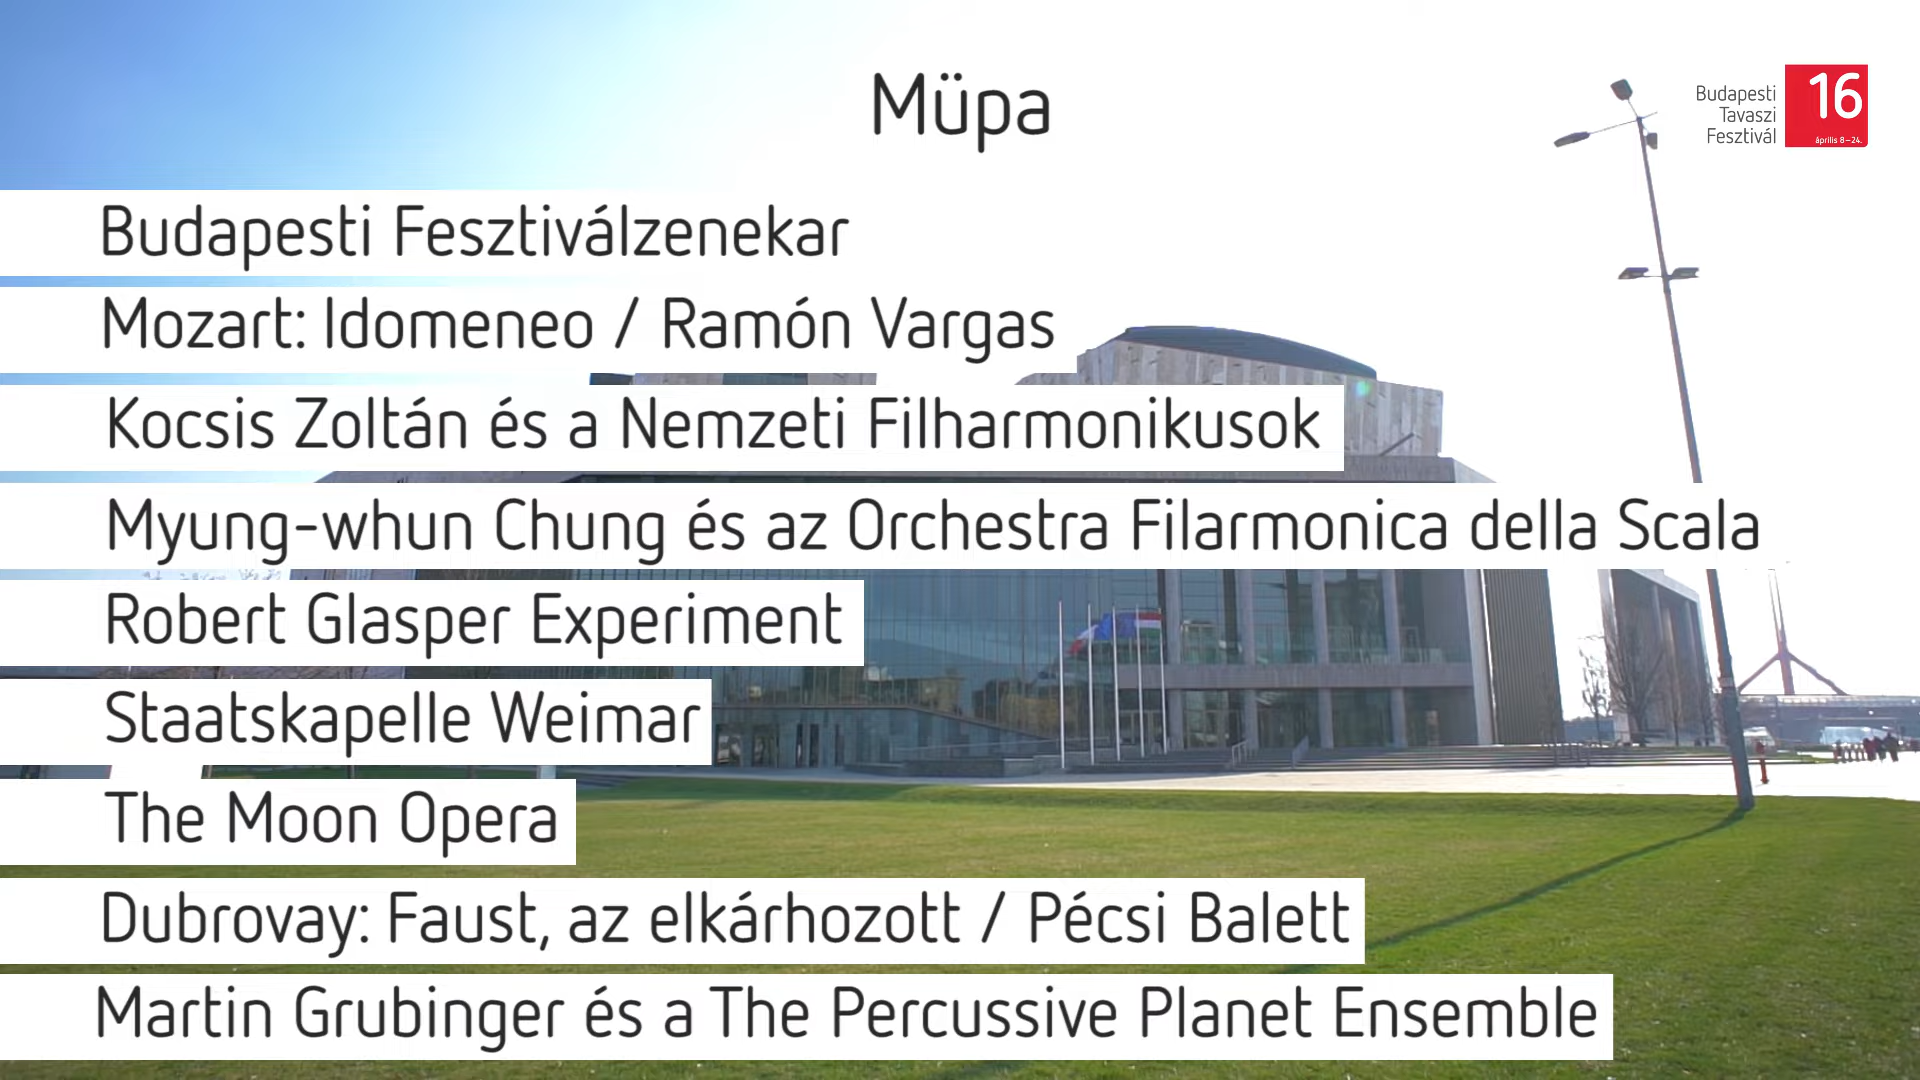 Müpa
Budapesti
Tavaszi
Fesztivál
16
április 8–24.
Budapesti Fesztiválzenekar
Mozart: Idomeneo / Ramón Vargas
Kocsis Zoltán és a Nemzeti Filharmonikusok
Myung-whun Chung és az Orchestra Filarmonica della Scala
Robert Glasper Experiment
Staatskapelle Weimar
The Moon Opera
Dubrovay: Faust, az elkárhozott / Pécsi Balett
Martin Grubinger és a The Percussive Planet Ensemble